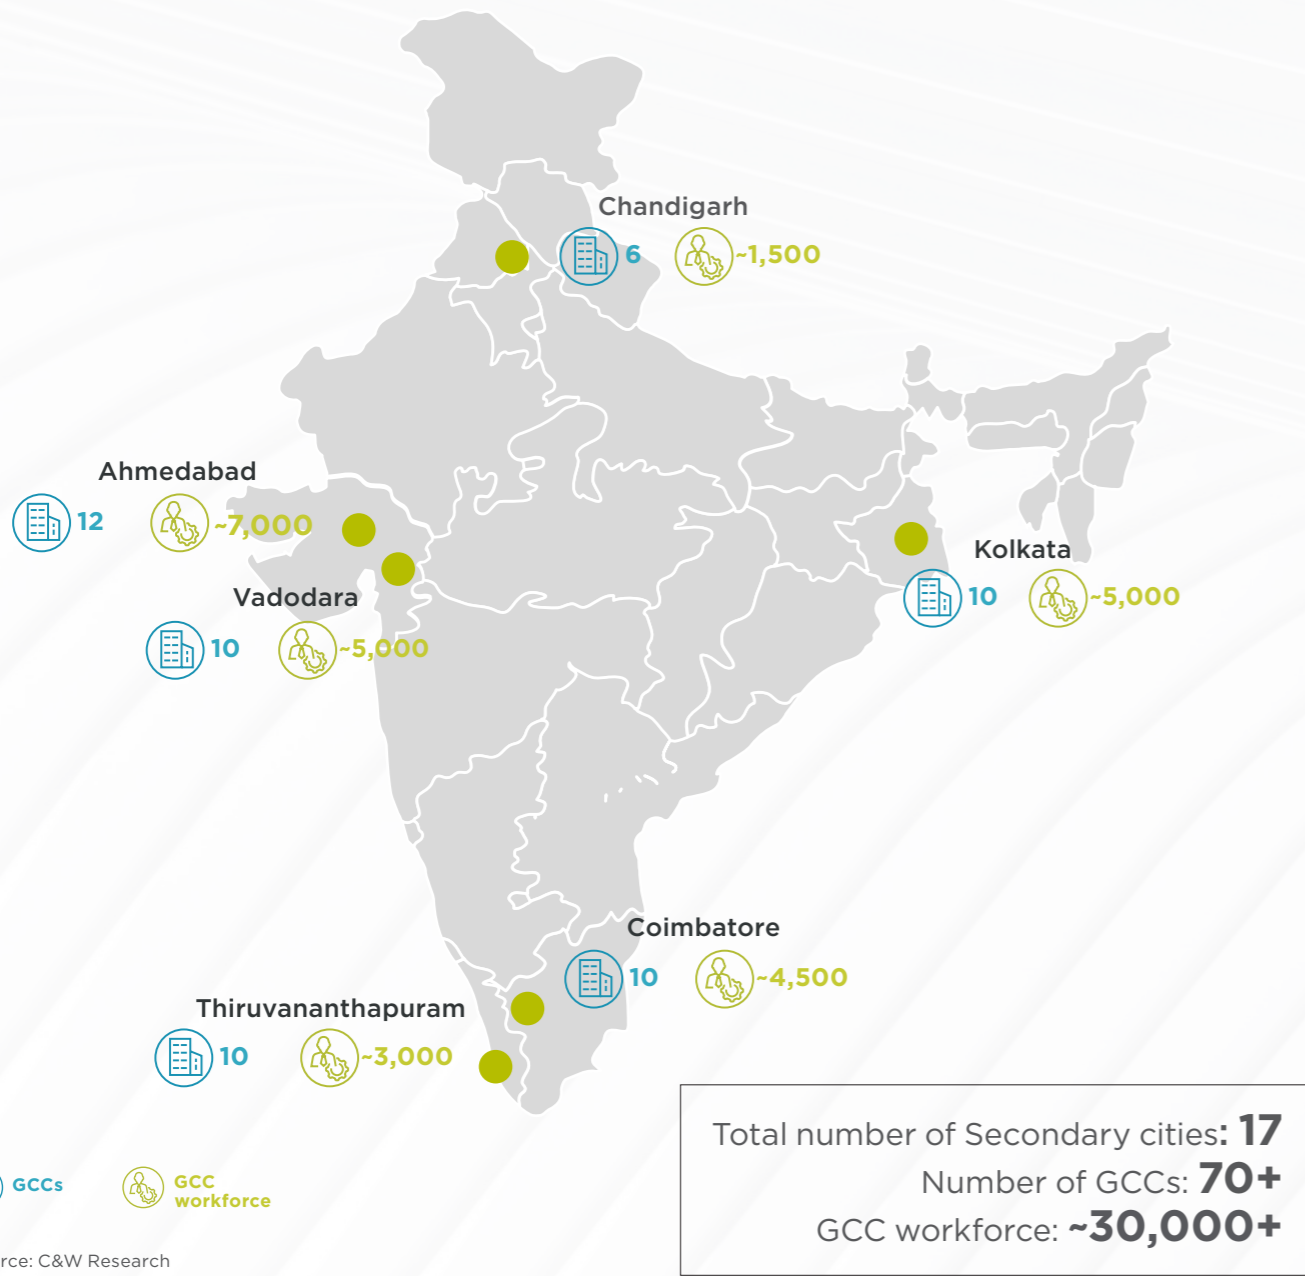 Chandigarh
6 ~1,500
Ahmedabad
12 ~7,000
Vadodara
10 ~5,000
Kolkata
10 ~5,000
Coimbatore
10 ~4,500
Thiruvananthapuram
10 ~3,000
Total number of Secondary cities: 17
Number of GCCs: 70+
GCC workforce: ~30,000+
GCCs
GCC
workforce
rce: C&W Research